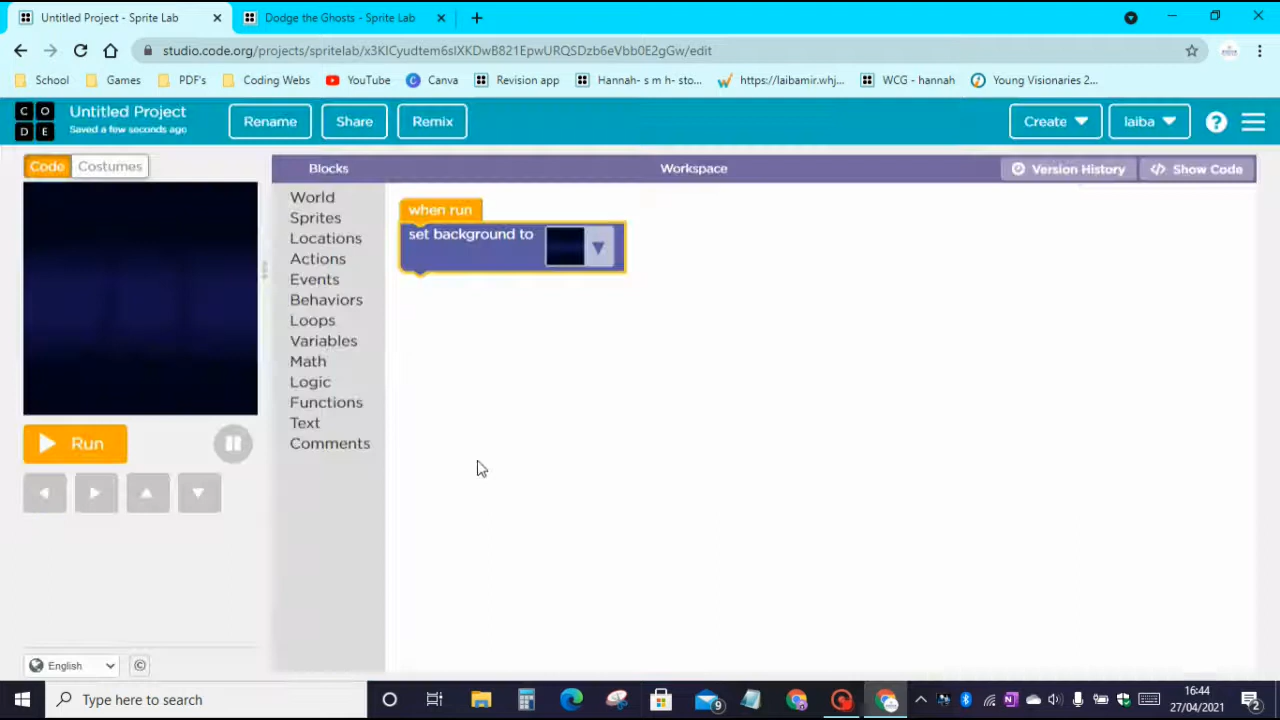 Untitled Project - Sprite Lab
Dodge the Ghosts - Sprite Lab
studio.code.org/projects/spritelab/x3KlCyudtem6slXKDwB821EpwURQSDzb6eVbb0E2gGw/edit
School
Games
PDF's
Coding Webs
YouTube
Canva
Revision app
Hannah- s m h- sto...
https://laibamir.whj...
WCG - hannah
Young Visionaries 2...
C O
D E
Untitled Project
Saved a few seconds ago
Rename
Share
Remix
Create
laiba
?
Code
Costumes
Blocks
Workspace
Version History
</> Show Code
World
Sprites
Locations
Actions
Events
Behaviors
Loops
Variables
Math
Logic
Functions
Text
Comments
when run
set background to
Run
English
©
Type here to search
9
16:44
27/04/2021
2